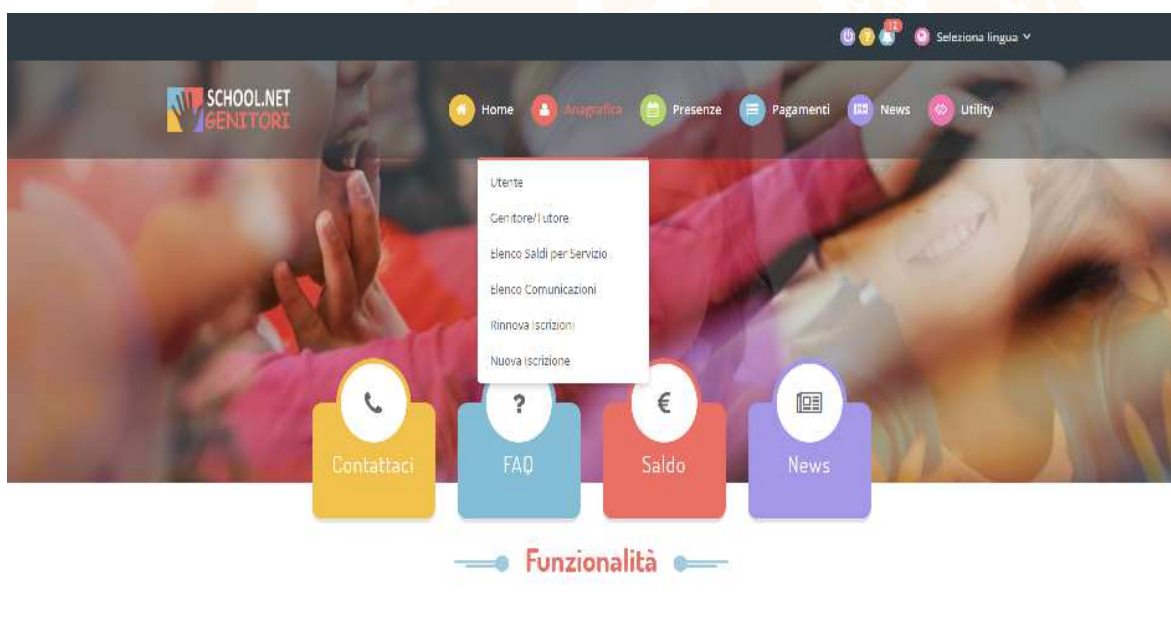 12
Seleziona lingua
SCHOOL.NET
GENITORI
Home
Anagrafica
Presenze
Pagamenti
News
Utility
Utente
Genitore/Tutore
Elenco Saldi per Servizio
Elenco Comunicazioni
Rinnova Iscrizioni
Nuova Iscrizione
?
€
Contattaci
FAQ
Saldo
News
Funzionalità